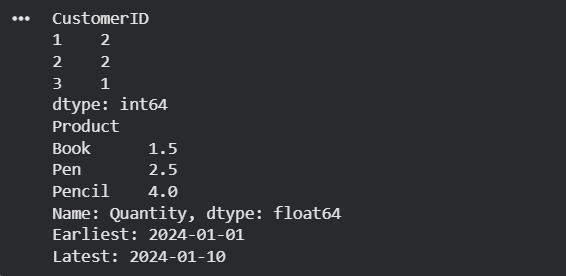 CustomerID
1    2
2    2
3    1
dtype: int64
Product
Book      1.5
Pen       2.5
Pencil    4.0
Name: Quantity, dtype: float64
Earliest: 2024-01-01
Latest: 2024-01-10